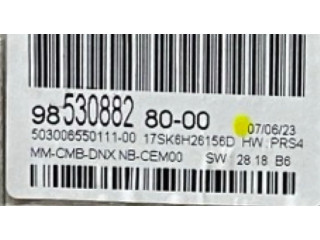 98 530882 80-00
07/06/23
503006550111-00 17SK6H26156D HW: PRS4
MM-CMB-DNX NB-CEM00 SW: 28.18 B6